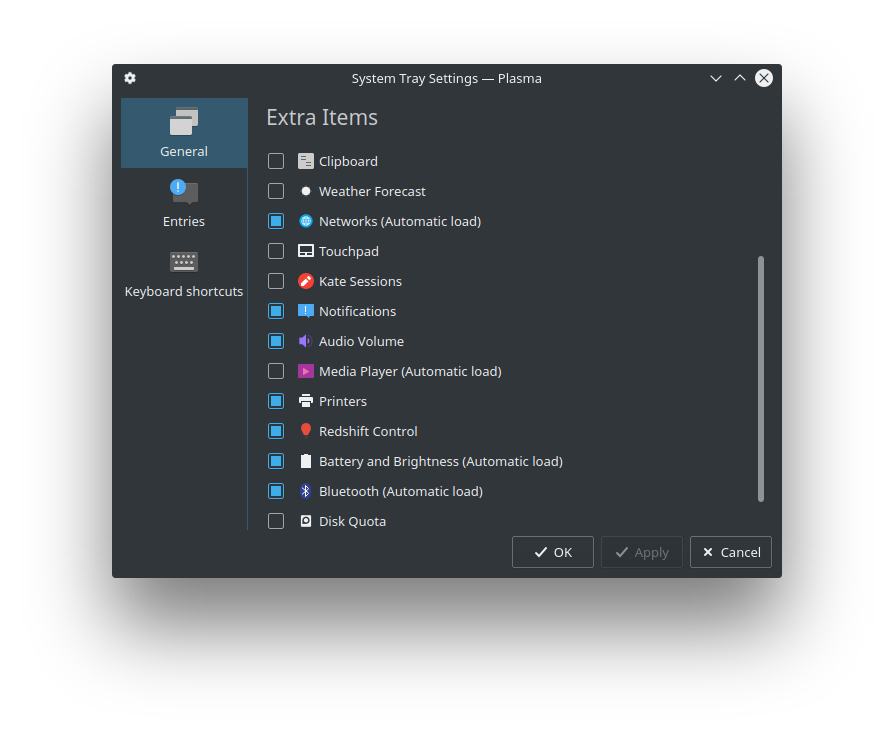 System Tray Settings — Plasma
General
Entries
Keyboard shortcuts
Extra Items
Clipboard
Weather Forecast
Networks (Automatic load)
Touchpad
Kate Sessions
Notifications
Audio Volume
Media Player (Automatic load)
Printers
Redshift Control
Battery and Brightness (Automatic load)
Bluetooth (Automatic load)
Disk Quota
OK
Apply
Cancel